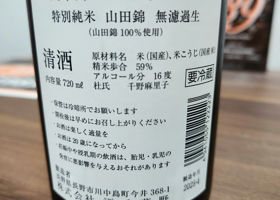 特別純米 山田錦 無濾過生
(山田錦100%使用)
清酒
原材料名 米(国産)、米こうじ(国産米)
精米歩合 59%
アルコール分 16度
内容量 720ml
杜氏 千野麻里子
要冷蔵
・保管は冷暗所でお願いします
・開栓後は早めにお召し上がりください
・お酒は楽しく適量を
・お酒は20歳になってから
・妊娠中や授乳期の飲酒は、胎児・乳児の
発育に影響を与えるおそれがあります
長野県長野市川中島町今井368-1
製造年月